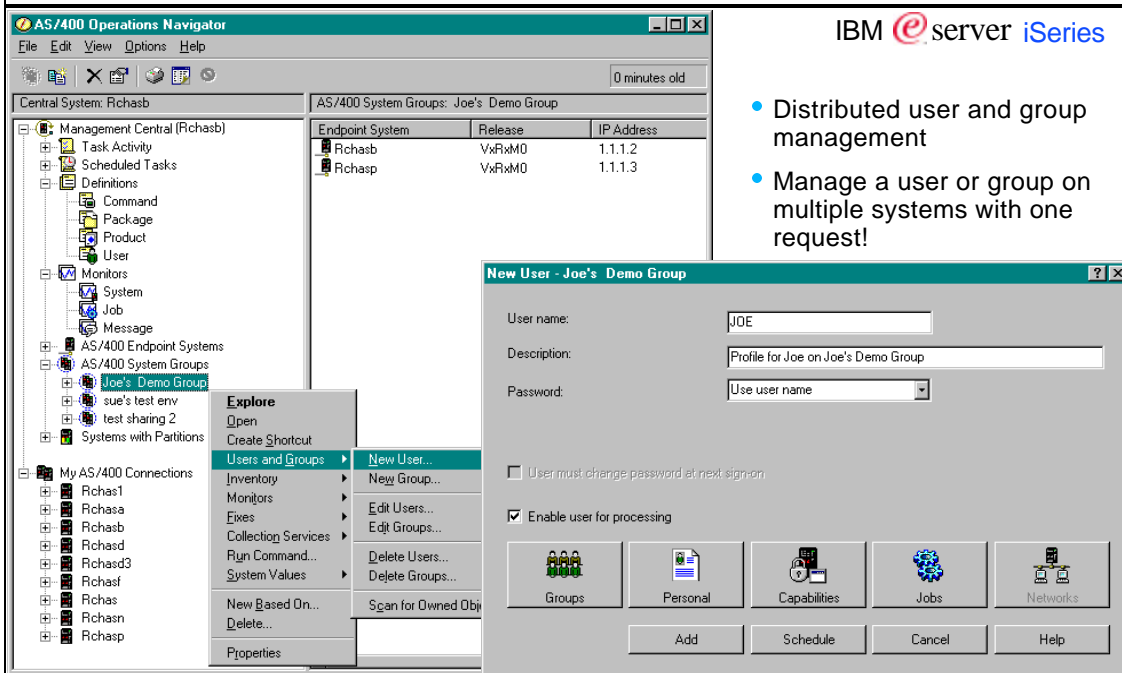 AS/400 Operations Navigator
File Edit View Options Help
0 minutes old
Central System: Rchasb
AS/400 System Groups: Joe's Demo Group
Management Central (Rchasb)
Task Activity
Scheduled Tasks
Definitions
Command
Package
Product
User
Monitors
System
Job
Message
AS/400 Endpoint Systems
AS/400 System Groups
Joe's Demo Group
sue's test env
test sharing 2
Systems with Partitions
My AS/400 Connections
Rchas1
Rchasa
Rchasb
Rchasd
Rchasd3
Rchasf
Rchas
Rchasn
Rchasp
Endpoint System Release IP Address
Rchasb VxRxM0 1.1.1.2
Rchasp VxRxM0 1.1.1.3
Explore
Open
Create Shortcut
Users and Groups
Inventory
Monitors
Fixes
Collection Services
Run Command...
System Values
New Based On...
Delete...
Properties
New User...
New Group...
Edit Users...
Edit Groups...
Delete Users...
Delete Groups...
Scan for Owned Obj
IBM e server iSeries
• Distributed user and group
management
• Manage a user or group on
multiple systems with one
request!
New User - Joe's Demo Group
User name: JOE
Description: Profile for Joe on Joe's Demo Group
Password: Use user name
User must change password at next sign-on
Enable user for processing
Groups Personal Capabilities Jobs Networks
Add Schedule Cancel Help